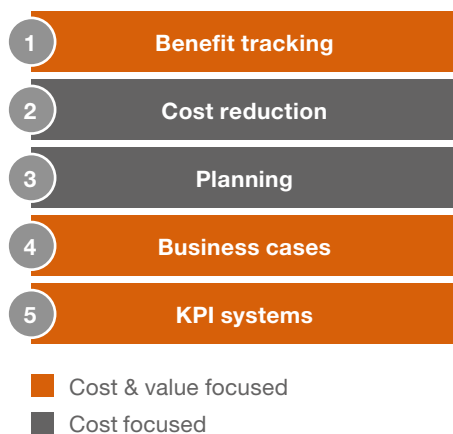 1 Benefit tracking
2 Cost reduction
3 Planning
4 Business cases
5 KPI systems
Cost & value focused
Cost focused